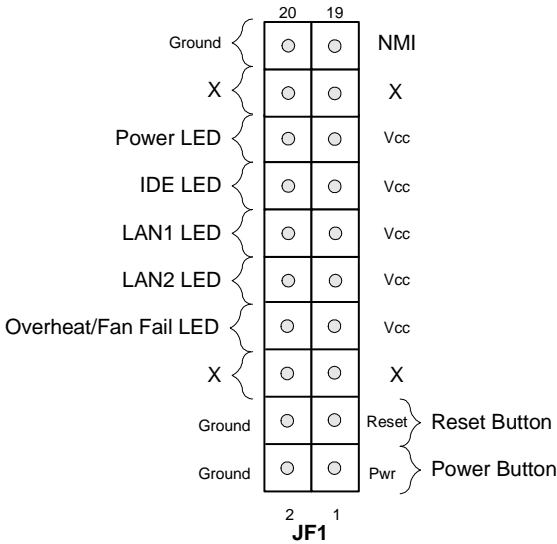 20 19
Ground NMI
X X
Power LED Vcc
IDE LED Vcc
LAN1 LED Vcc
LAN2 LED Vcc
Overheat/Fan Fail LED Vcc
X X
Ground Reset Reset Button
Ground Pwr Power Button
2 1
JF1